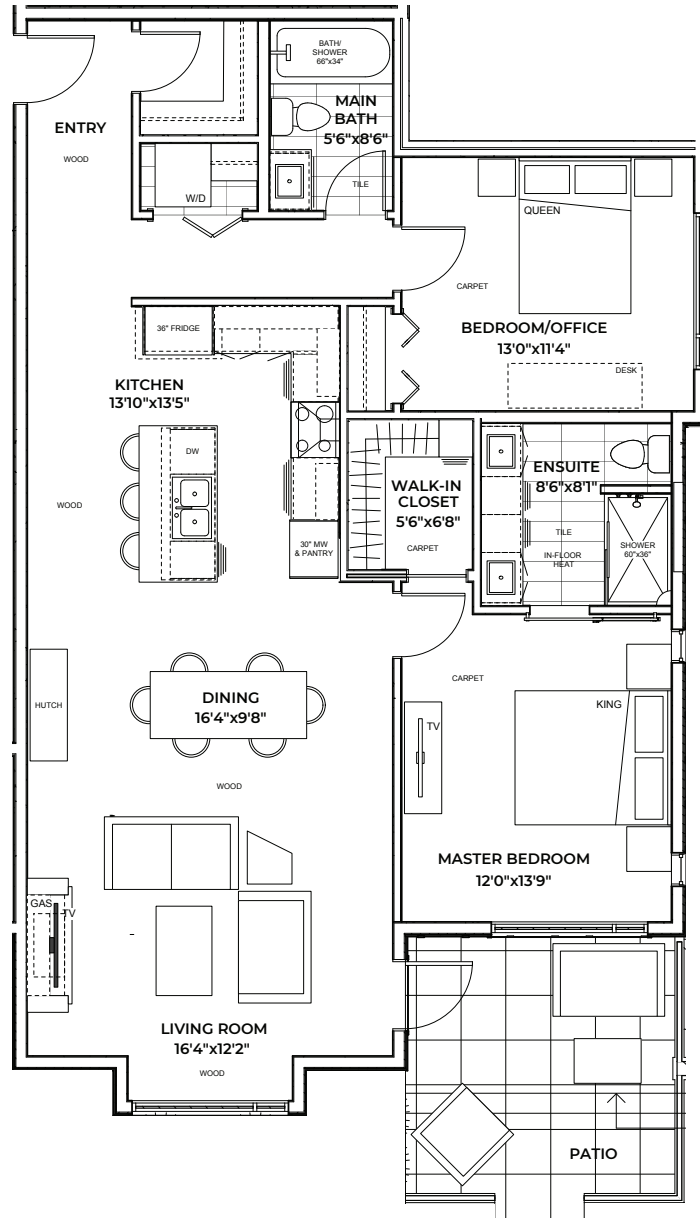 BATH/
SHOWER
66"x34"
MAIN
BATH
5'6"x8'6"
TILE
ENTRY
WOOD
W/D
QUEEN
CARPET
BEDROOM/OFFICE
13'0"x11'4"
DESK
36" FRIDGE
KITCHEN
13'10"x13'5"
DW
WOOD
30" MW
& PANTRY
WALK-IN
CLOSET
5'6"x6'8"
CARPET
ENSUITE
8'6"x8'1"
TILE
IN-FLOOR
HEAT
SHOWER
60"x36"
HUTCH
DINING
16'4"x9'8"
WOOD
CARPET
KING
TV
MASTER BEDROOM
12'0"x13'9"
GAS
TV
LIVING ROOM
16'4"x12'2"
WOOD
PATIO